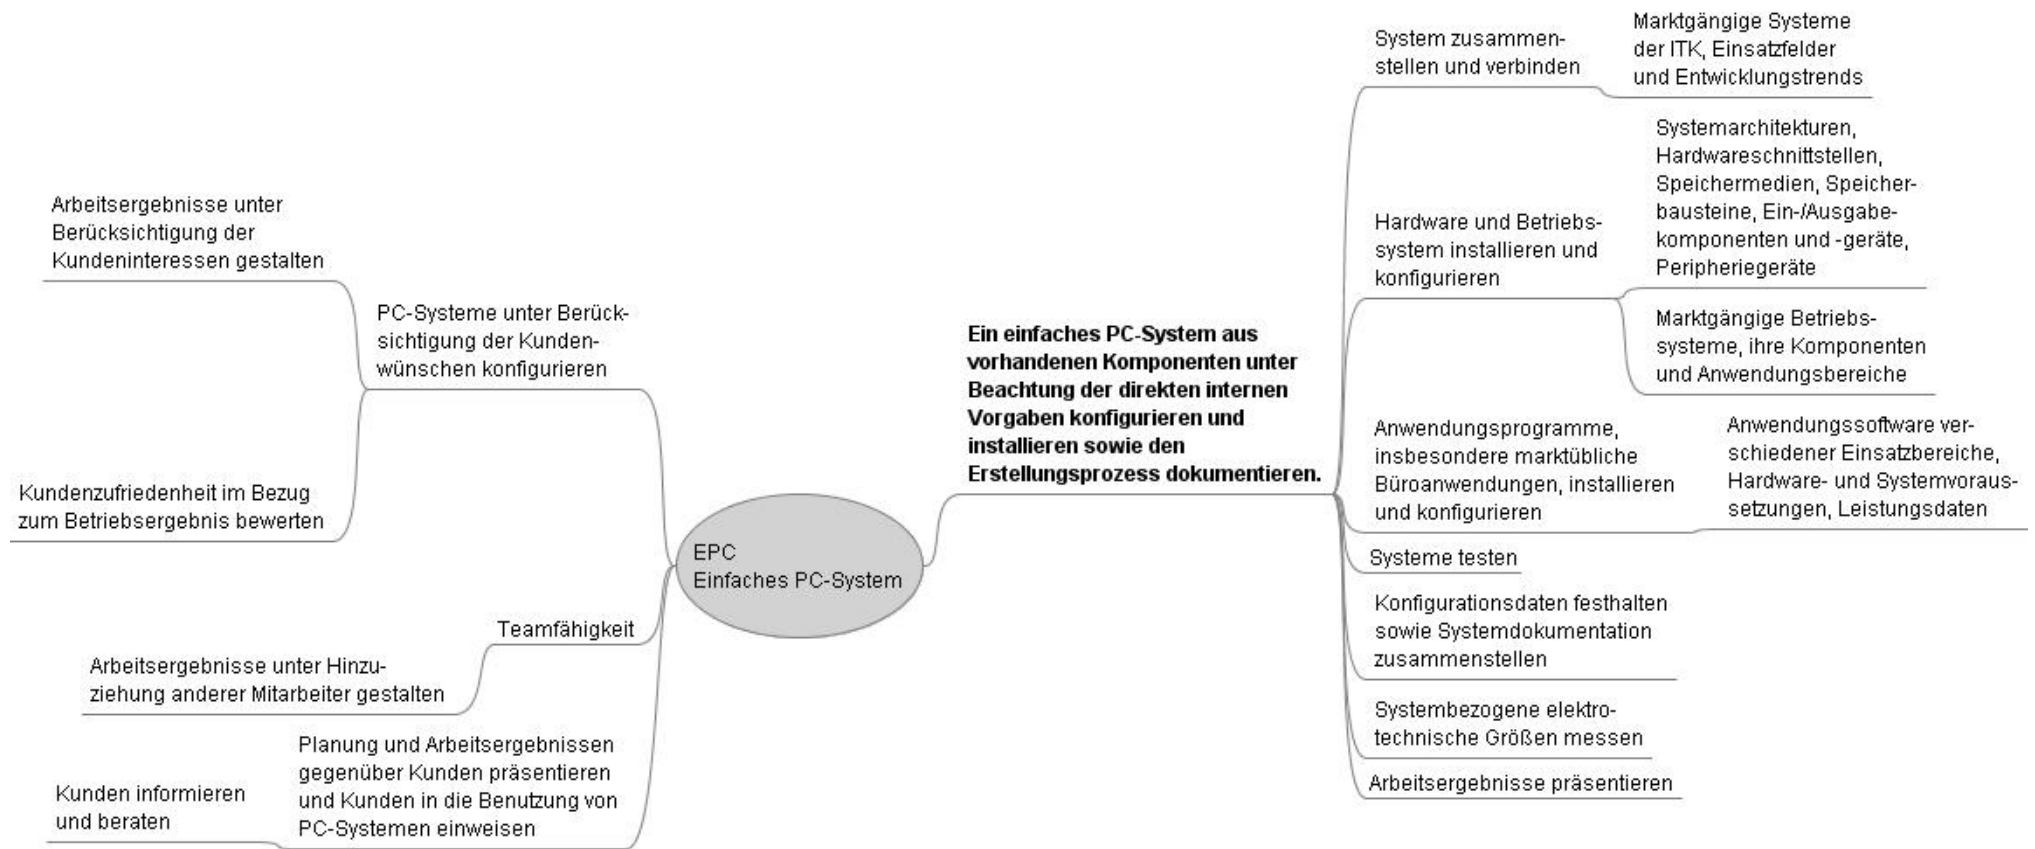 EPC
Einfaches PC-System
Ein einfaches PC-System aus
vorhandenen Komponenten unter
Beachtung der direkten internen
Vorgaben konfigurieren und
installieren sowie den
Erstellungsprozess dokumentieren.
System zusammen-
stellen und verbinden
Marktgängige Systeme
der ITK, Einsatzfelder
und Entwicklungstrends
Hardware und Betriebs-
system installieren und
konfigurieren
Systemarchitekturen,
Hardwareschnittstellen,
Speichermedien, Speicher-
bausteine, Ein-/Ausgabe-
komponenten und -geräte,
Peripheriegeräte
Marktgängige Betriebs-
systeme, ihre Komponenten
und Anwendungsbereiche
Anwendungsprogramme,
insbesondere marktübliche
Büroanwendungen, installieren
und konfigurieren
Anwendungssoftware ver-
schiedener Einsatzbereiche,
Hardware- und Systemvoraus-
setzungen, Leistungsdaten
Systeme testen
Konfigurationsdaten festhalten
sowie Systemdokumentation
zusammenstellen
Systembezogene elektro-
technische Größen messen
Arbeitsergebnisse präsentieren
PC-Systeme unter Berück-
sichtigung der Kunden-
wünschen konfigurieren
Arbeitsergebnisse unter
Berücksichtigung der
Kundeninteressen gestalten
Kundenzufriedenheit im Bezug
zum Betriebsergebnis bewerten
Teamfähigkeit
Arbeitsergebnisse unter Hinzu-
ziehung anderer Mitarbeiter gestalten
Planung und Arbeitsergebnissen
gegenüber Kunden präsentieren
und Kunden in die Benutzung von
PC-Systemen einweisen
Kunden informieren
und beraten